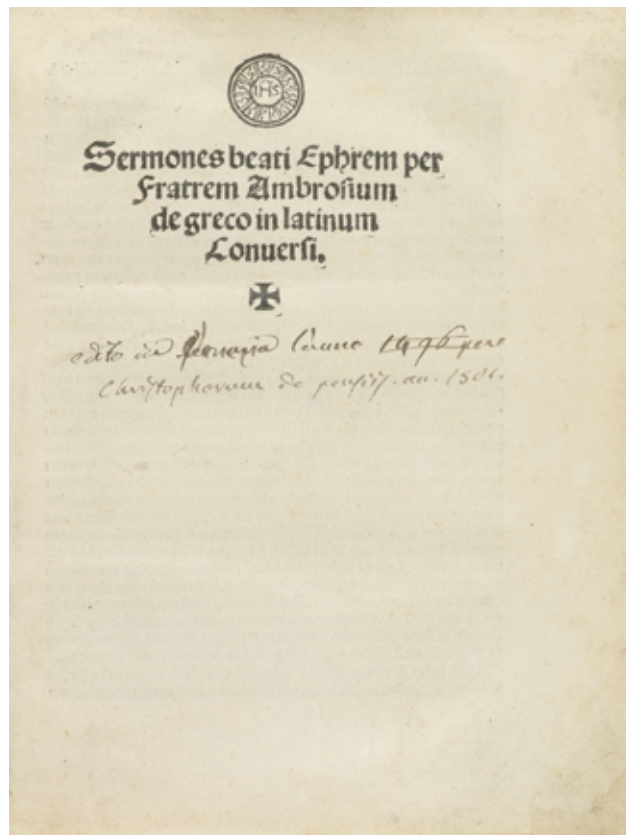 IHS
Sermones beati Ephrem per
Fratrem Ambrosium
de greco in latinum
Conuersi.
edito in l'anno 1496 per
Christophorum de pensis. an. 1501.